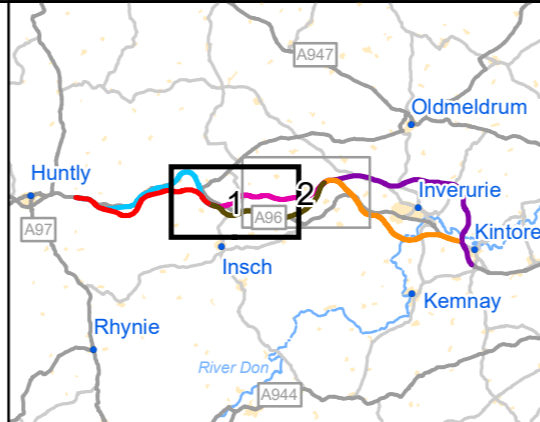 A947
Oldmeldrum
Huntly
1
2
Inverurie
A96
A97
Kintore
Insch
Kemnay
Rhynie
River Don
A944